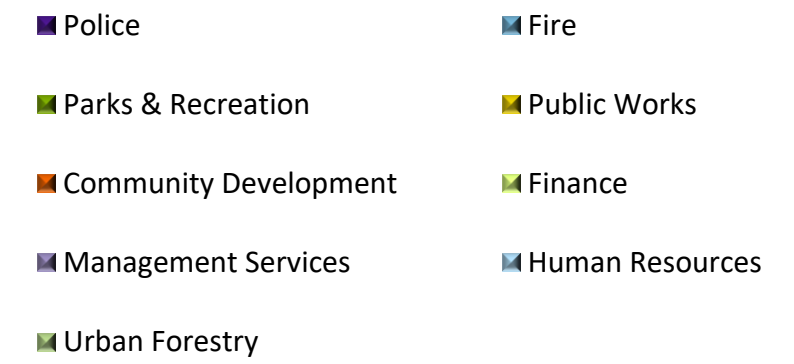 Police
Fire
Parks & Recreation
Public Works
Community Development
Finance
Management Services
Human Resources
Urban Forestry